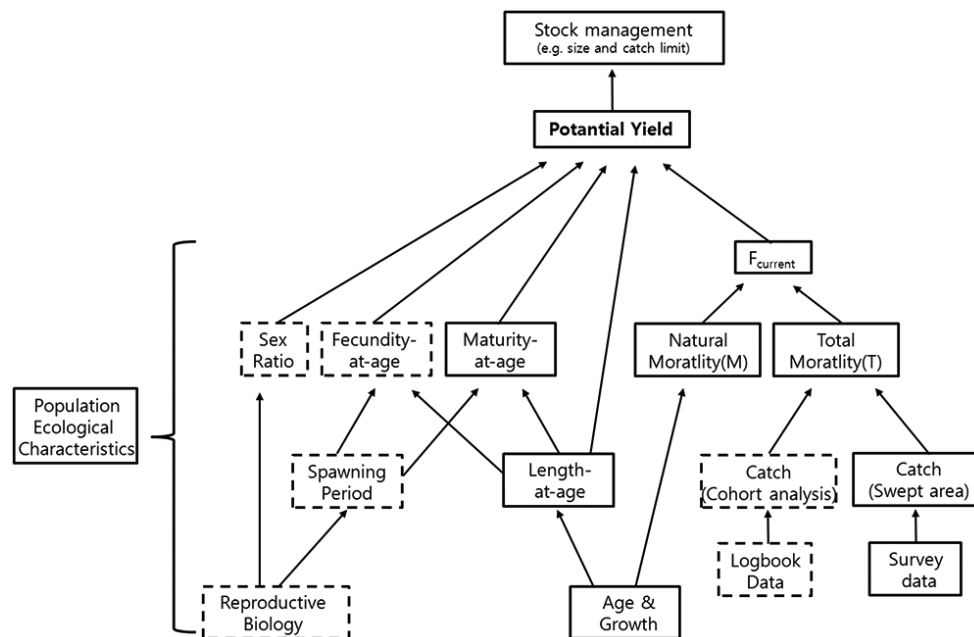 Stock management
(e.g. size and catch limit)
Potantial Yield
F current
Sex
Ratio
Fecundity-
at-age
Maturity-
at-age
Natural
Moratlity(M)
Total
Moratlity(T)
Population
Ecological
Characteristics
Spawning
Period
Length-
at-age
Catch
(Cohort analysis)
Catch
(Swept area)
Logbook
Data
Survey
data
Reproductive
Biology
Age &
Growth